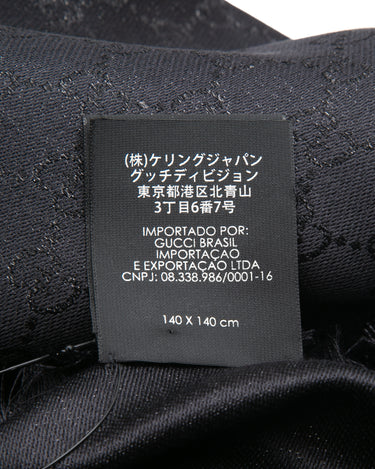 (株)ケリングジャパン
グッチディビジョン
東京都港区北青山
3丁目6番7号
IMPORTADO POR:
GUCCI BRASIL
IMPORTAÇAO
E EXPORTAÇAO LTDA
CNPJ: 08.338.986/0001-16
140 X 140 cm